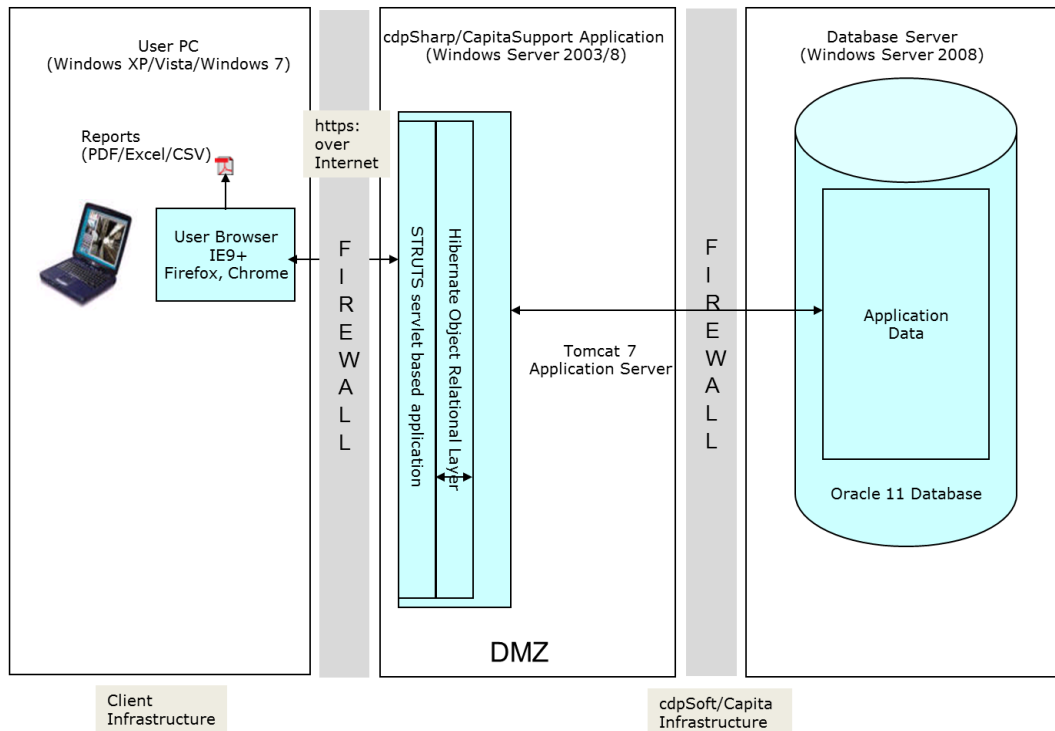 User PC
(Windows XP/Vista/Windows 7)
Reports
(PDF/Excel/CSV)
User Browser
IE9+
Firefox, Chrome
https:
over
Internet
FIREWALL
cdpSharp/CapitaSupport Application
(Windows Server 2003/8)
STRUTS servlet based application
Hibernate Object Relational Layer
Tomcat 7
Application Server
DMZ
FIREWALL
Database Server
(Windows Server 2008)
Application
Data
Oracle 11 Database
Client
Infrastructure
cdpSoft/Capita
Infrastructure